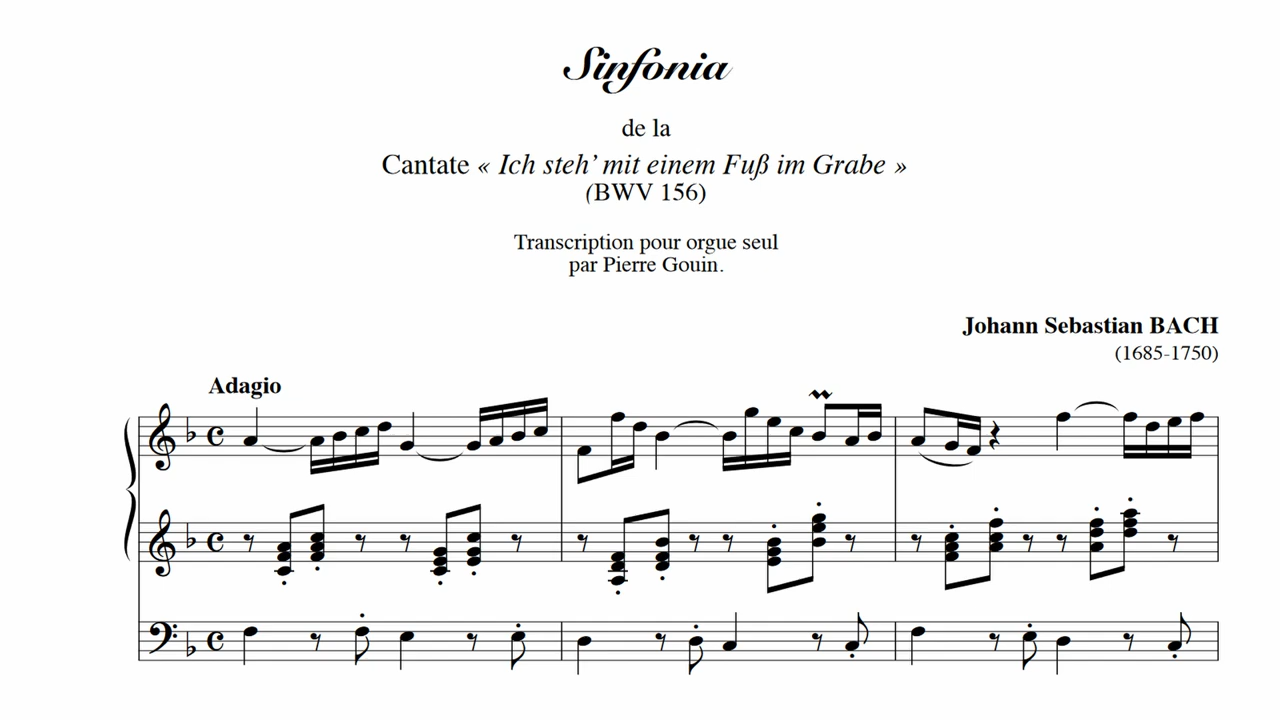 Sinfonia
de la
Cantate « Ich steh’ mit einem Fuß im Grabe »
(BWV 156)
Transcription pour orgue seul
par Pierre Gouin.
Johann Sebastian BACH
(1685-1750)
Adagio